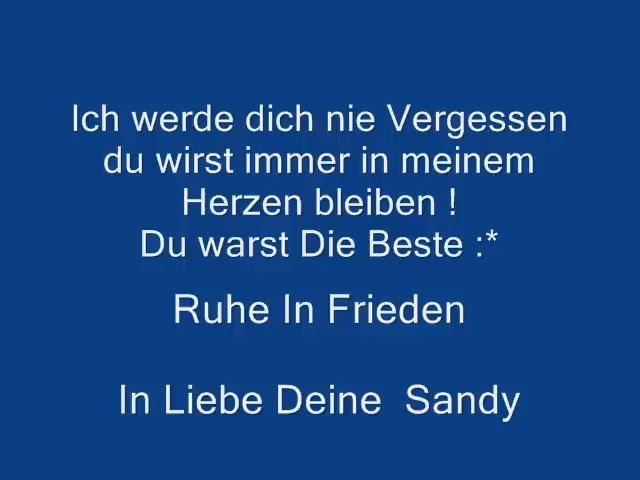 Ich werde dich nie Vergessen
du wirst immer in meinem
Herzen bleiben !
Du warst Die Beste :*
Ruhe In Frieden
In Liebe Deine  Sandy